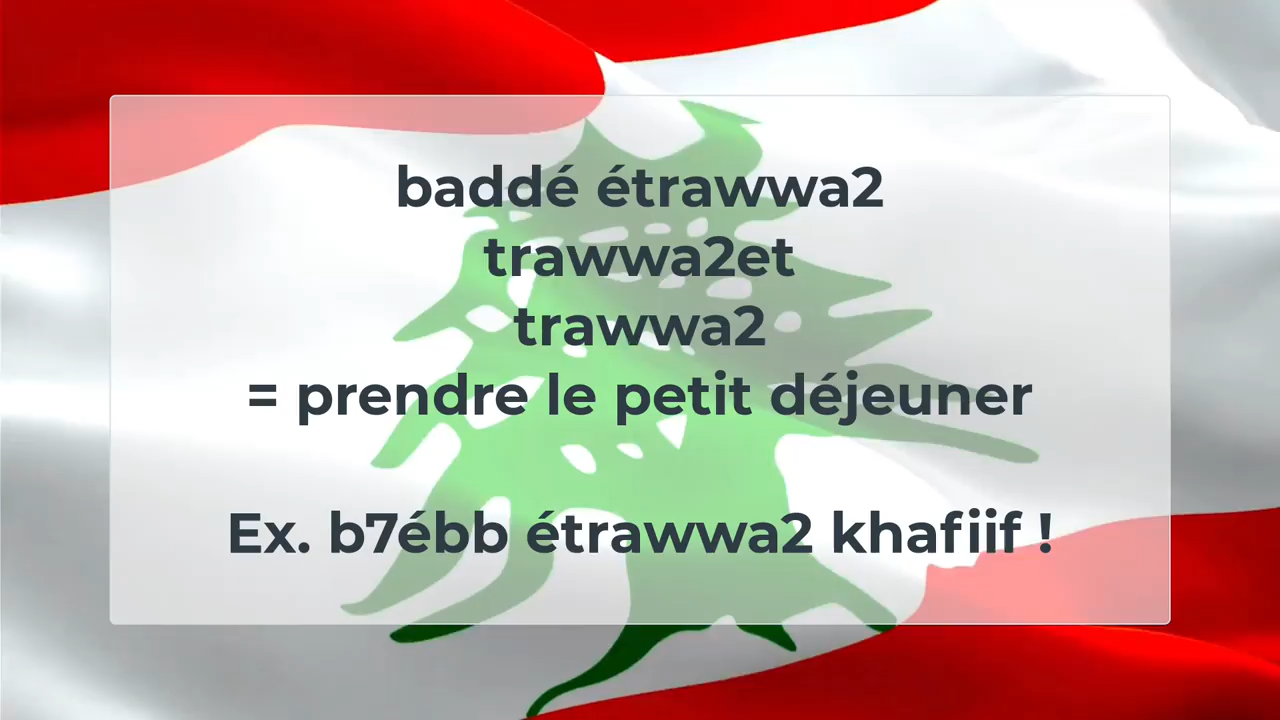 baddé étrawwa2
trawwa2et
trawwa2
= prendre le petit déjeuner
Ex. b7ébb étrawwa2 khafiif !